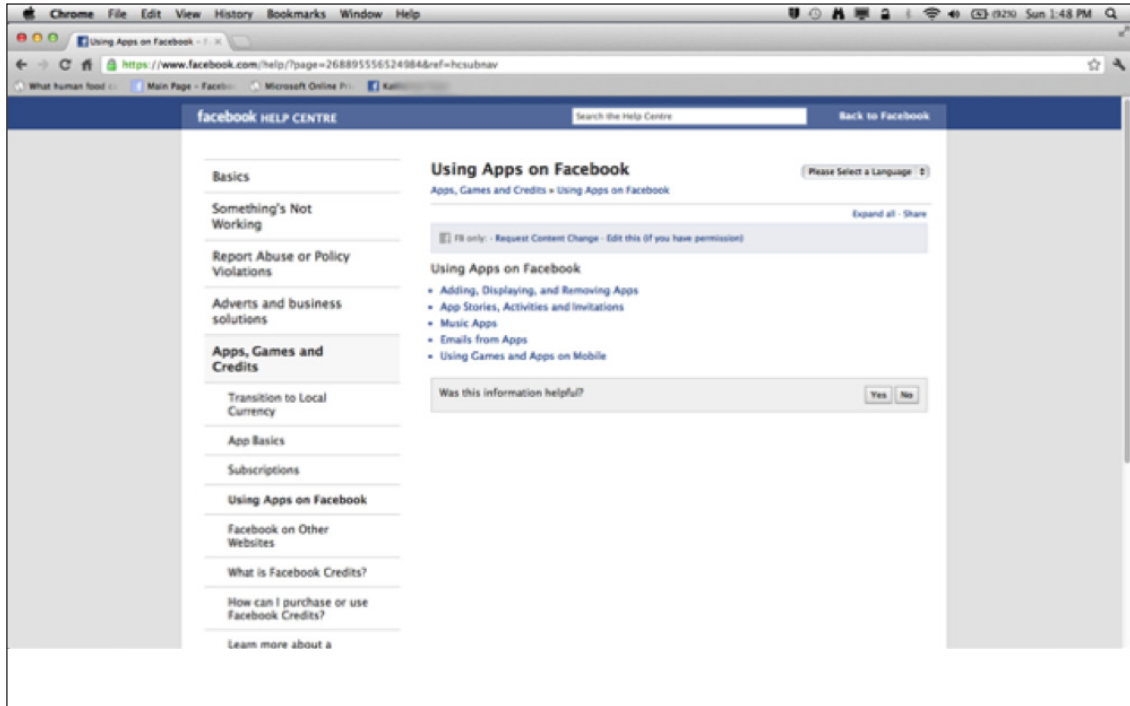 Chrome File Edit View History Bookmarks Window Help
(92%) Sun 1:48 PM
Using Apps on Facebook – F
https://www.facebook.com/help/?page=268895556524984&ref=hcsubnav
What human food
Main Page – Facebo
Microsoft Online Pri
facebook HELP CENTRE
Search the Help Centre
Back to Facebook
Basics
Something's Not
Working
Report Abuse or Policy
Violations
Adverts and business
solutions
Apps, Games and
Credits
Transition to Local
Currency
App Basics
Subscriptions
Using Apps on Facebook
Facebook on Other
Websites
What is Facebook Credits?
How can I purchase or use
Facebook Credits?
Learn more about a
Using Apps on Facebook
Please Select a Language
Apps, Games and Credits » Using Apps on Facebook
Expand all · Share
FB only: · Request Content Change · Edit this (if you have permission)
Using Apps on Facebook
Adding, Displaying, and Removing Apps
App Stories, Activities and Invitations
Music Apps
Emails from Apps
Using Games and Apps on Mobile
Was this information helpful?
Yes No